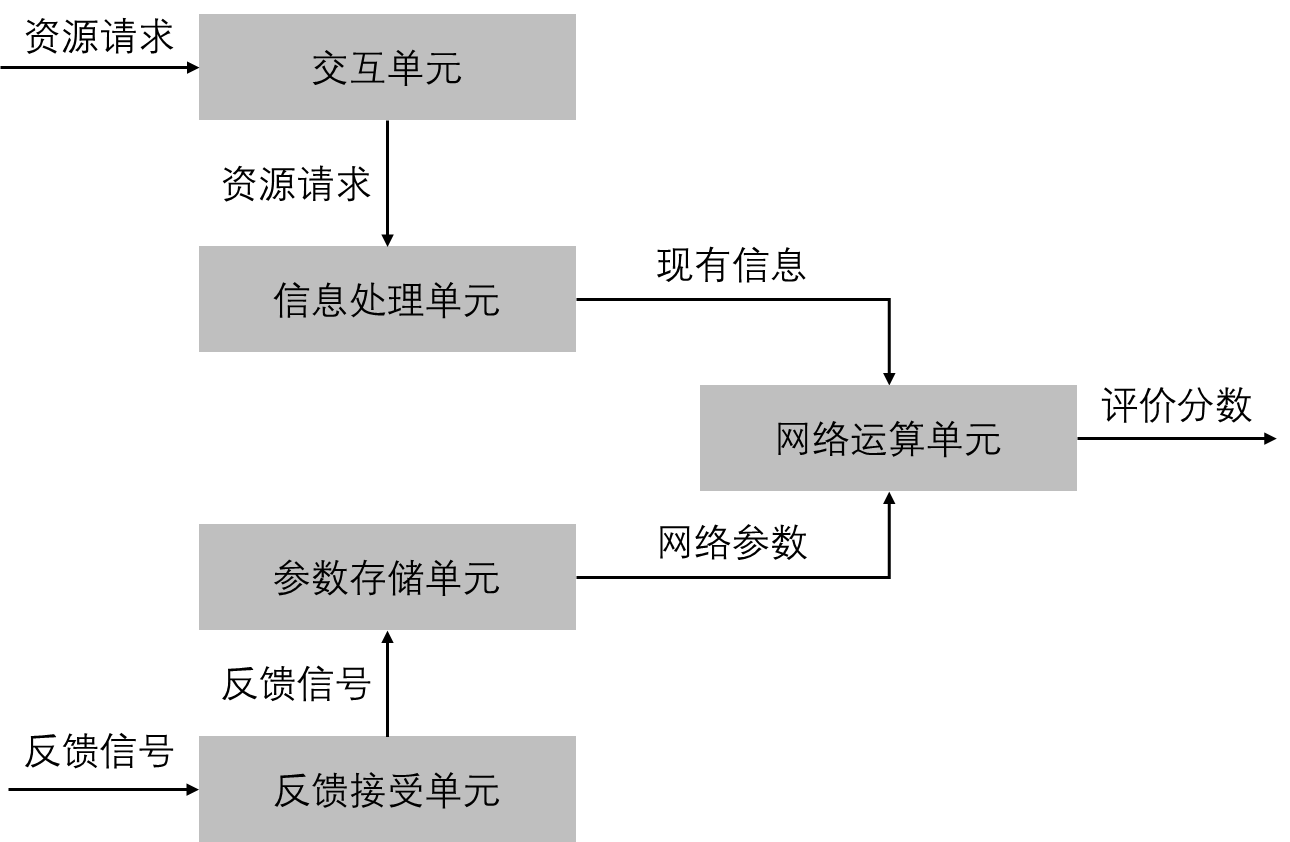 资源请求
交互单元
资源请求
信息处理单元
现有信息
网络运算单元
评价分数
参数存储单元
网络参数
反馈信号
反馈信号
反馈接受单元